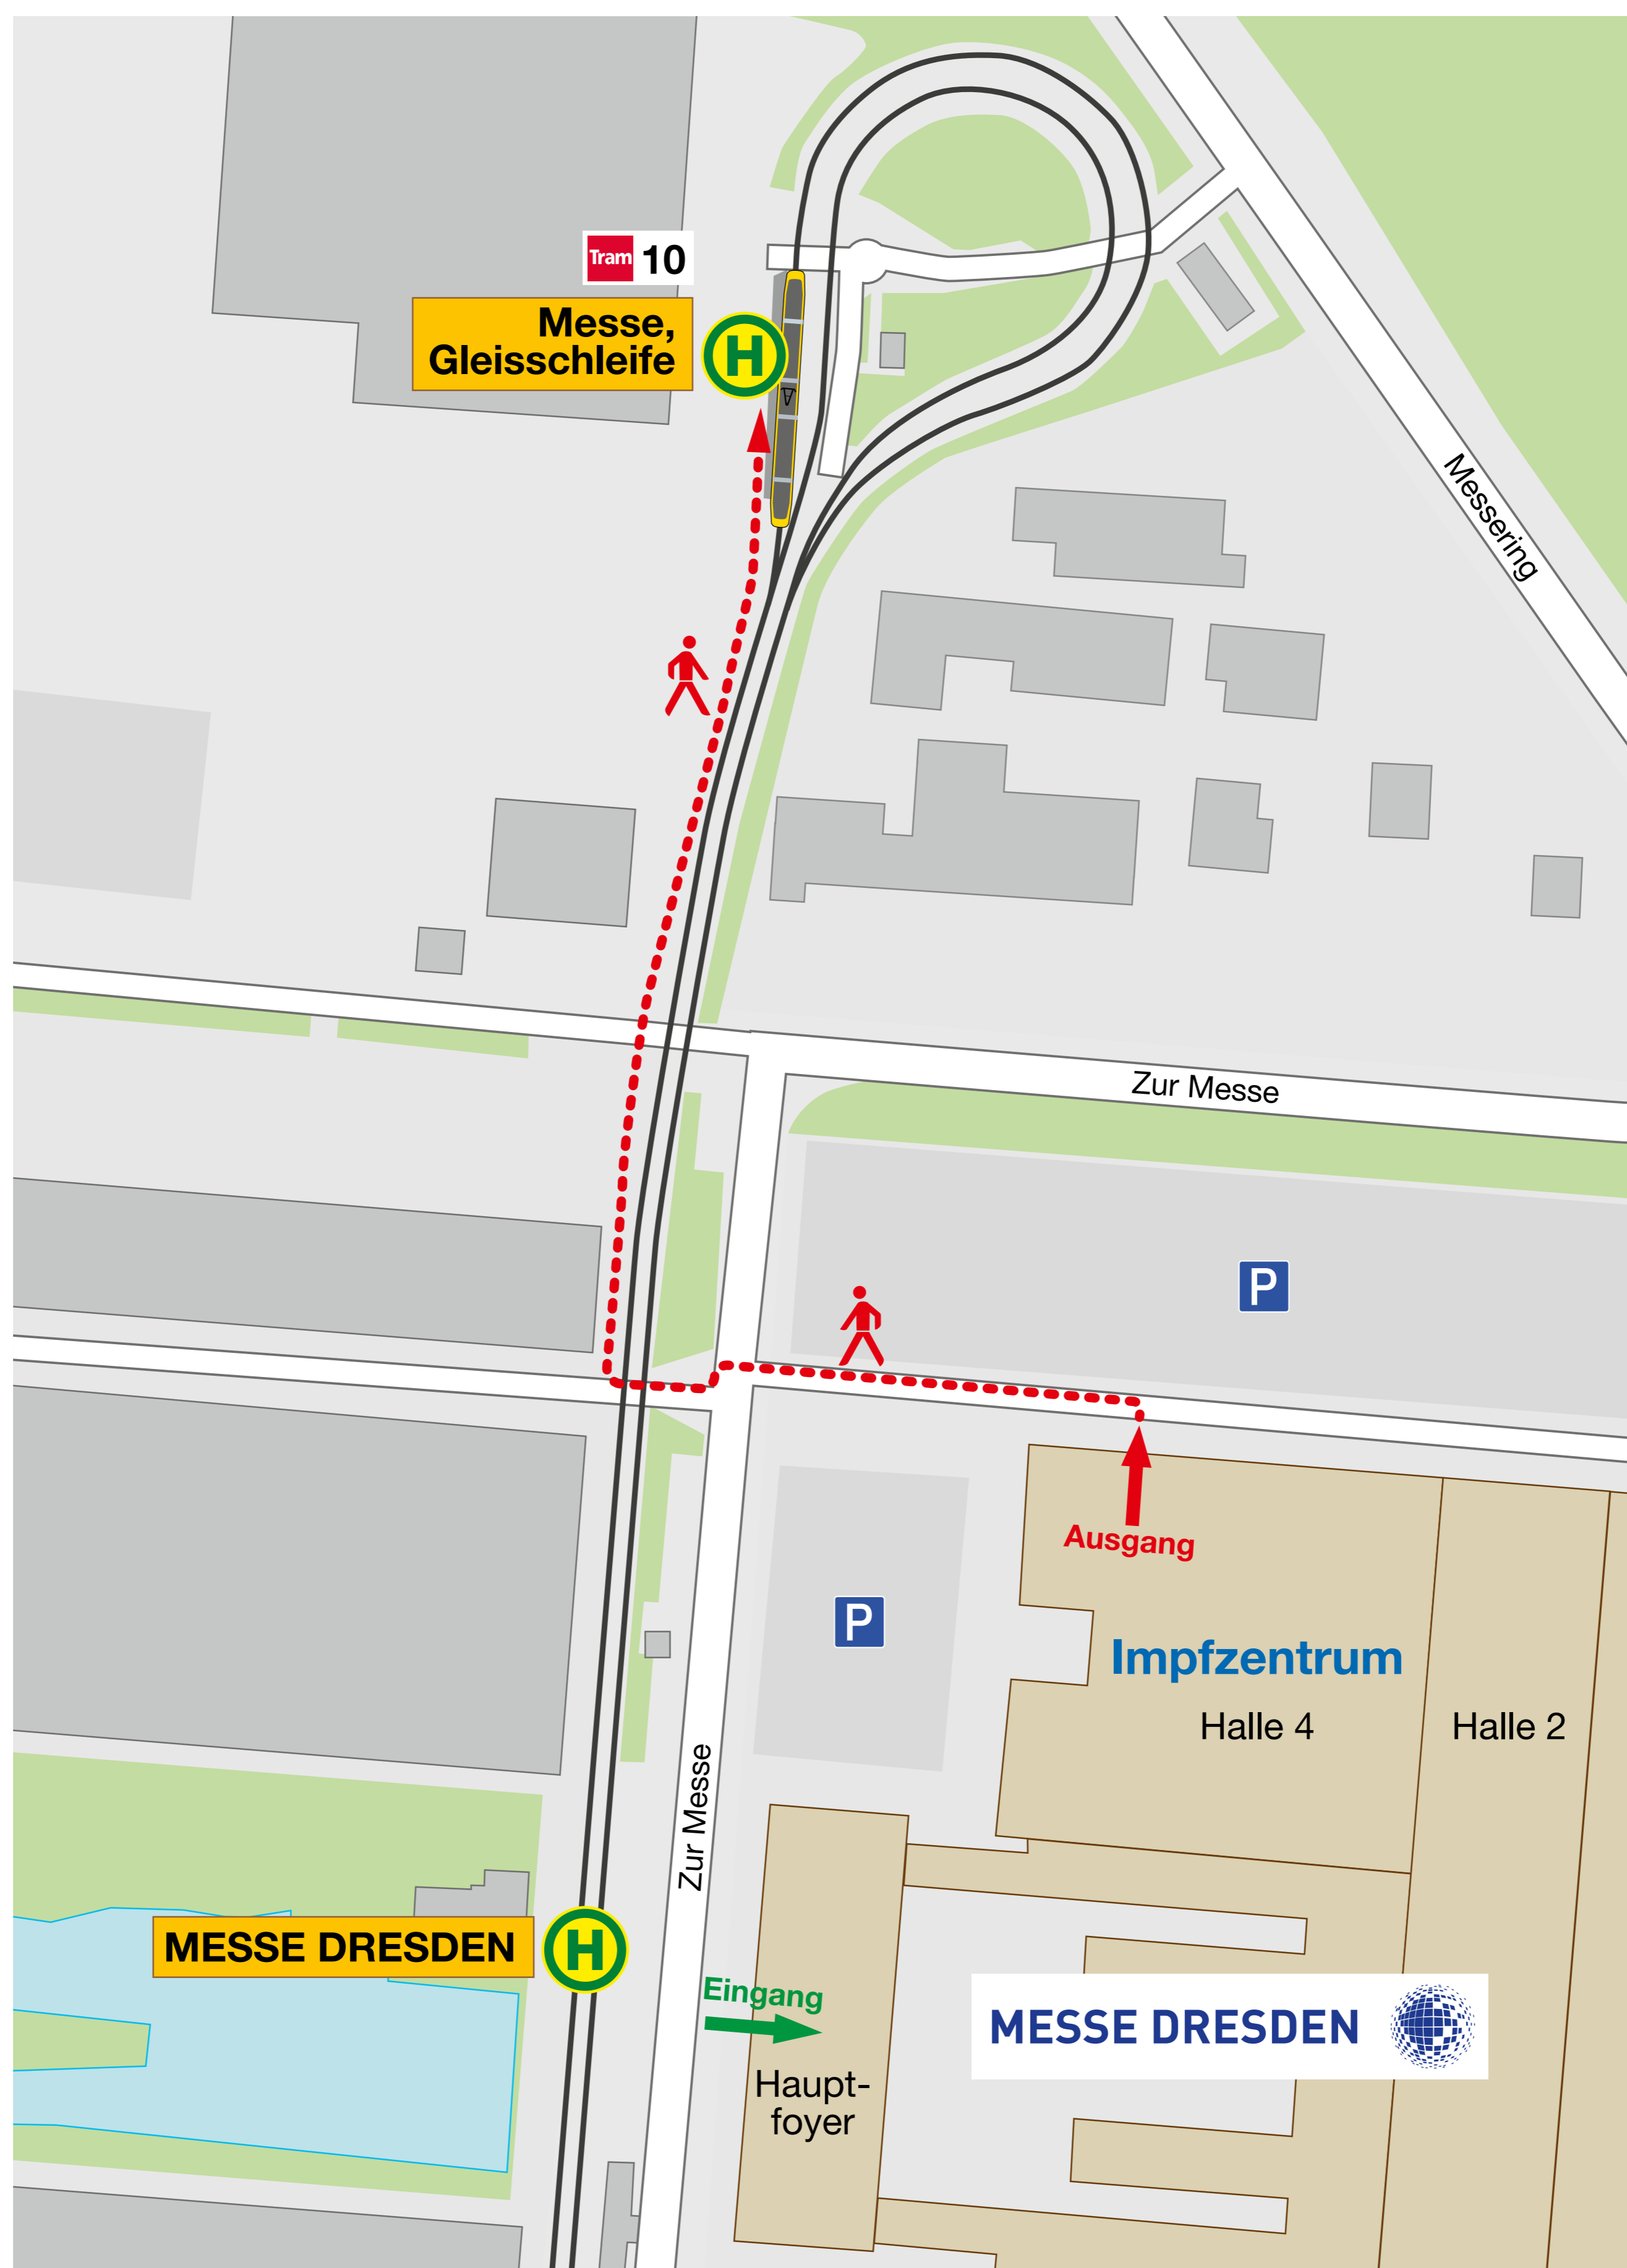 Tram 10
Messe,
Gleisschleife
H
A
Messering
Zur Messe
P
Ausgang
P
Impfzentrum
Halle 4
Halle 2
Zur Messe
MESSE DRESDEN
H
Eingang
MESSE DRESDEN
Haupt-
foyer